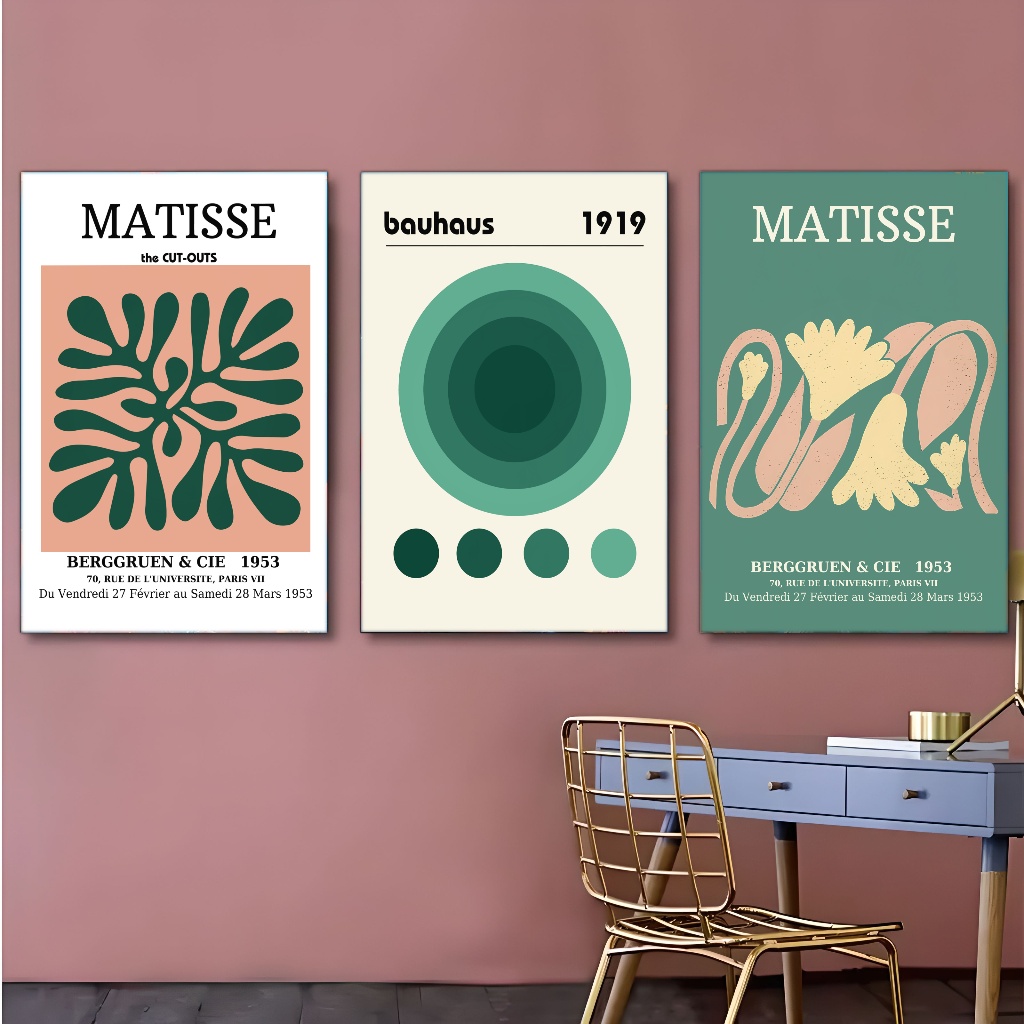 MATISSE
the CUT-OUTS
BERGGRUEN & CIE 1953
70, RUE DE L'UNIVERSITE, PARIS VII
Du Vendredi 27 Février au Samedi 28 Mars 1953
bauhaus 1919
MATISSE
BERGGRUEN & CIE 1953
70, RUE DE L'UNIVERSITE, PARIS VII
Du Vendredi 27 Février au Samedi 28 Mars 1953